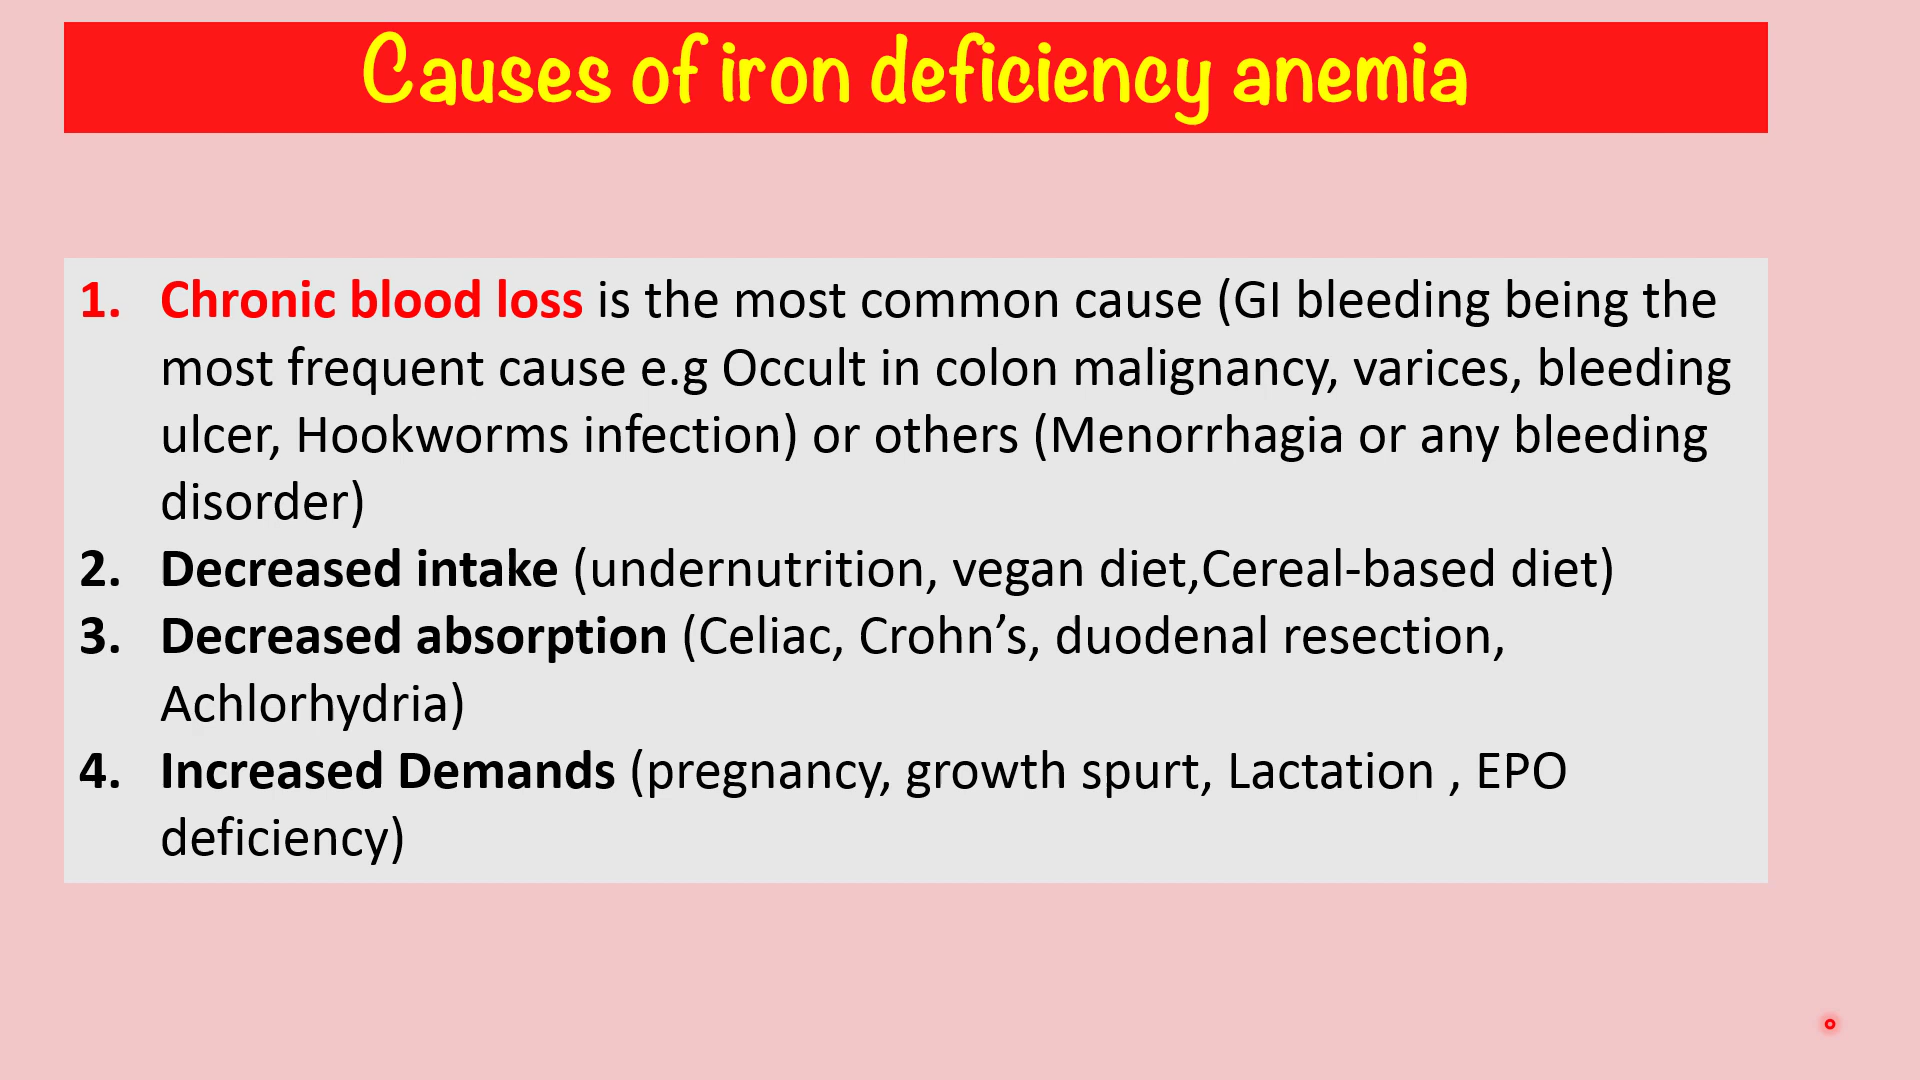 Causes of iron deficiency anemia
1. Chronic blood loss is the most common cause (GI bleeding being the
most frequent cause e.g Occult in colon malignancy, varices, bleeding
ulcer, Hookworms infection) or others (Menorrhagia or any bleeding
disorder)
2. Decreased intake (undernutrition, vegan diet,Cereal-based diet)
3. Decreased absorption (Celiac, Crohn’s, duodenal resection,
Achlorhydria)
4. Increased Demands (pregnancy, growth spurt, Lactation , EPO
deficiency)